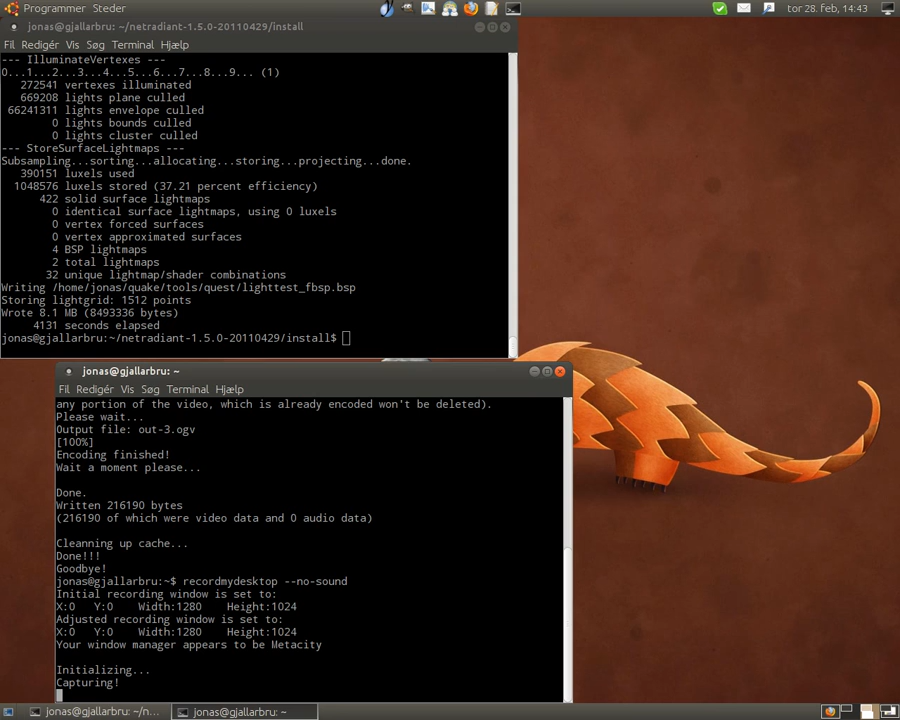 Programmer Steder
tor 28. feb, 14:43
jonas@gjallarbru: ~/netradiant-1.5.0-20110429/install
Fil Redigér Vis Søg Terminal Hjælp
--- IlluminateVertexes ---
0...1...2...3...4...5...6...7...8...9... (1)
272541 vertexes illuminated
669208 lights plane culled
66241311 lights envelope culled
0 lights bounds culled
0 lights cluster culled
--- StoreSurfaceLightmaps ---
Subsampling...sorting...allocating...storing...projecting...done.
390151 luxels used
1048576 luxels stored (37.21 percent efficiency)
422 solid surface lightmaps
0 identical surface lightmaps, using 0 luxels
0 vertex forced surfaces
0 vertex approximated surfaces
4 BSP lightmaps
2 total lightmaps
32 unique lightmap/shader combinations
Writing /home/jonas/quake/tools/quest/lighttest_fbsp.bsp
Storing lightgrid: 1512 points
Wrote 8.1 MB (8493336 bytes)
4131 seconds elapsed
jonas@gjallarbru:~/netradiant-1.5.0-20110429/install$
jonas@gjallarbru: ~
Fil Redigér Vis Søg Terminal Hjælp
any portion of the video, which is already encoded won't be deleted).
Please wait...
Output file: out-3.ogv
[100%]
Encoding finished!
Wait a moment please...
Done.
Written 216190 bytes
(216190 of which were video data and 0 audio data)
Cleanning up cache...
Done!!!
Goodbye!
jonas@gjallarbru:~$ recordmydesktop --no-sound
Initial recording window is set to:
X:0 Y:0 Width:1280 Height:1024
Adjusted recording window is set to:
X:0 Y:0 Width:1280 Height:1024
Your window manager appears to be Metacity
Initializing...
Capturing!
jonas@gjallarbru: ~/n...
jonas@gjallarbru: ~